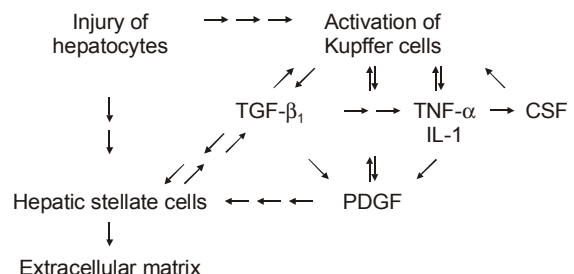 Injury of
hepatocytes
Activation of
Kupffer cells
TGF-β₁
TNF-α
IL-1
CSF
Hepatic stellate cells
PDGF
Extracellular matrix